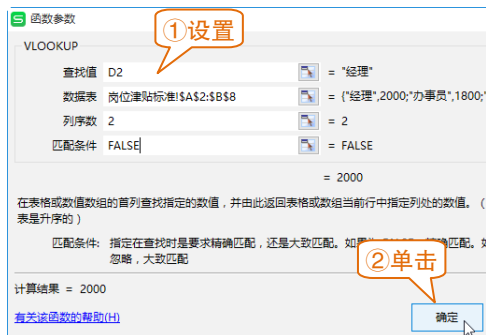 S 函数参数
①设置
VLOOKUP
查找值 D2 = "经理"
数据表 岗位津贴标准!$A$2:$B$8 = {"经理",2000;"办事员",1800;"
列序数 2 = 2
匹配条件 FALSE = FALSE
= 2000
在表格或数值数组的首列查找指定的数值，并由此返回表格或数组当前行中指定列处的数值。（
表是升序的）
匹配条件: 指定在查找时是要求精确匹配，还是大致匹配。如果为 精确匹配。如
忽略，大致匹配
②单击
计算结果 = 2000
有关该函数的帮助(H)
确定